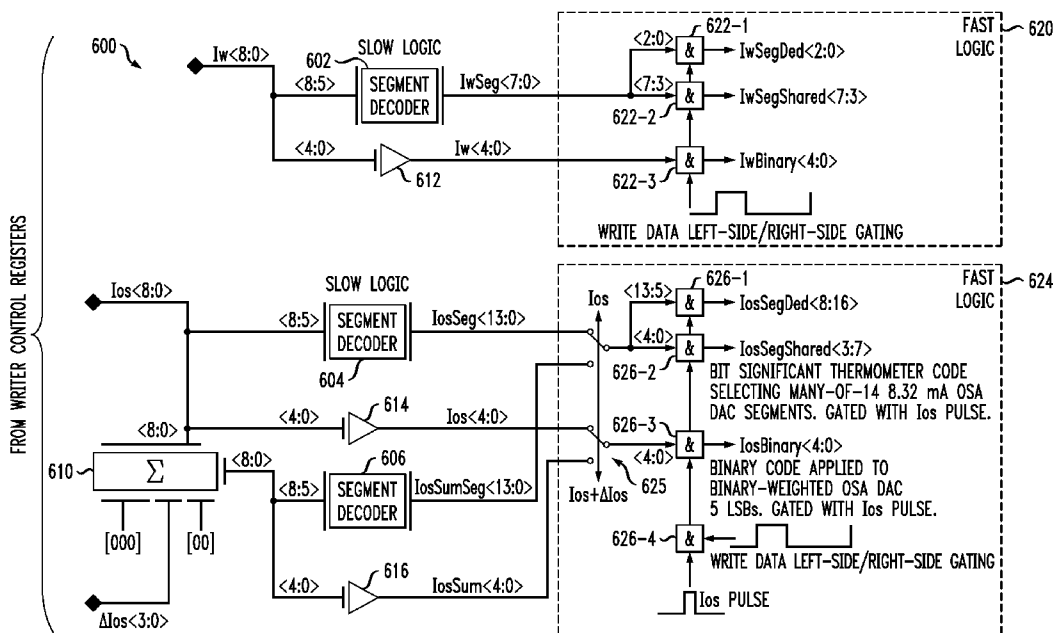 FROM WRITER CONTROL REGISTERS
600
Iw<8:0>
SLOW LOGIC
602
<8:5>
SEGMENT
DECODER
IwSeg<7:0>
<4:0>
612
Iw<4:0>
FAST
LOGIC
620
622-1
<2:0>
&
IwSegDed<2:0>
<7:3>
&
IwSegShared<7:3>
622-2
&
IwBinary<4:0>
622-3
WRITE DATA LEFT-SIDE/RIGHT-SIDE GATING
Ios<8:0>
SLOW LOGIC
<8:5>
SEGMENT
DECODER
604
IosSeg<13:0>
<4:0>
614
Ios<4:0>
<8:0>
610
Σ
<8:0>
606
<8:5>
SEGMENT
DECODER
IosSumSeg<13:0>
[000]
[00]
616
<4:0>
IosSum<4:0>
ΔIos<3:0>
Ios
Ios+ΔIos
625
FAST
LOGIC
624
626-1
<13:5>
&
IosSegDed<8:16>
<4:0>
&
IosSegShared<3:7>
626-2
BIT SIGNIFICANT THERMOMETER CODE
SELECTING MANY-OF-14 8.32 mA OSA
DAC SEGMENTS. GATED WITH Ios PULSE.
626-3
<4:0>
&
IosBinary<4:0>
BINARY CODE APPLIED TO
BINARY-WEIGHTED OSA DAC
5 LSBs. GATED WITH Ios PULSE.
626-4
&
WRITE DATA LEFT-SIDE/RIGHT-SIDE GATING
Ios PULSE